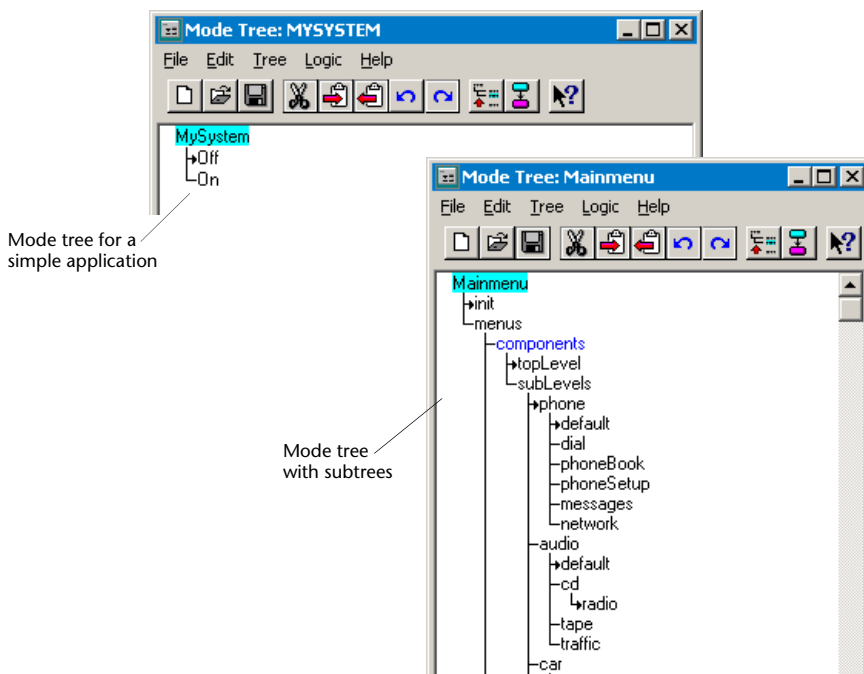 Mode Tree: MYSYSTEM
File Edit Tree Logic Help
MySystem
Off
On
Mode tree for a
simple application
Mode Tree: Mainmenu
File Edit Tree Logic Help
Mainmenu
init
menus
components
topLevel
subLevels
phone
default
dial
phoneBook
phoneSetup
messages
network
audio
default
cd
radio
tape
traffic
car
Mode tree
with subtrees